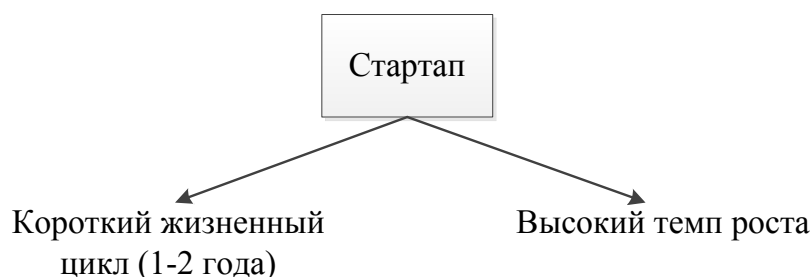 Стартап
Короткий жизненный
цикл (1-2 года)
Высокий темп роста